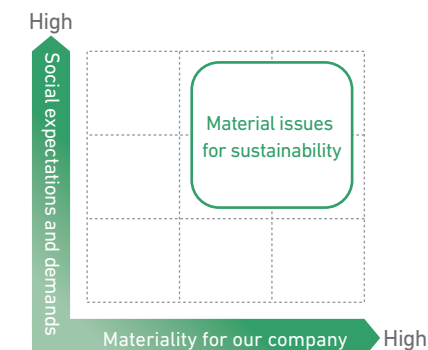 High
Social expectations and demands
Material issues
for sustainability
Materiality for our company
High